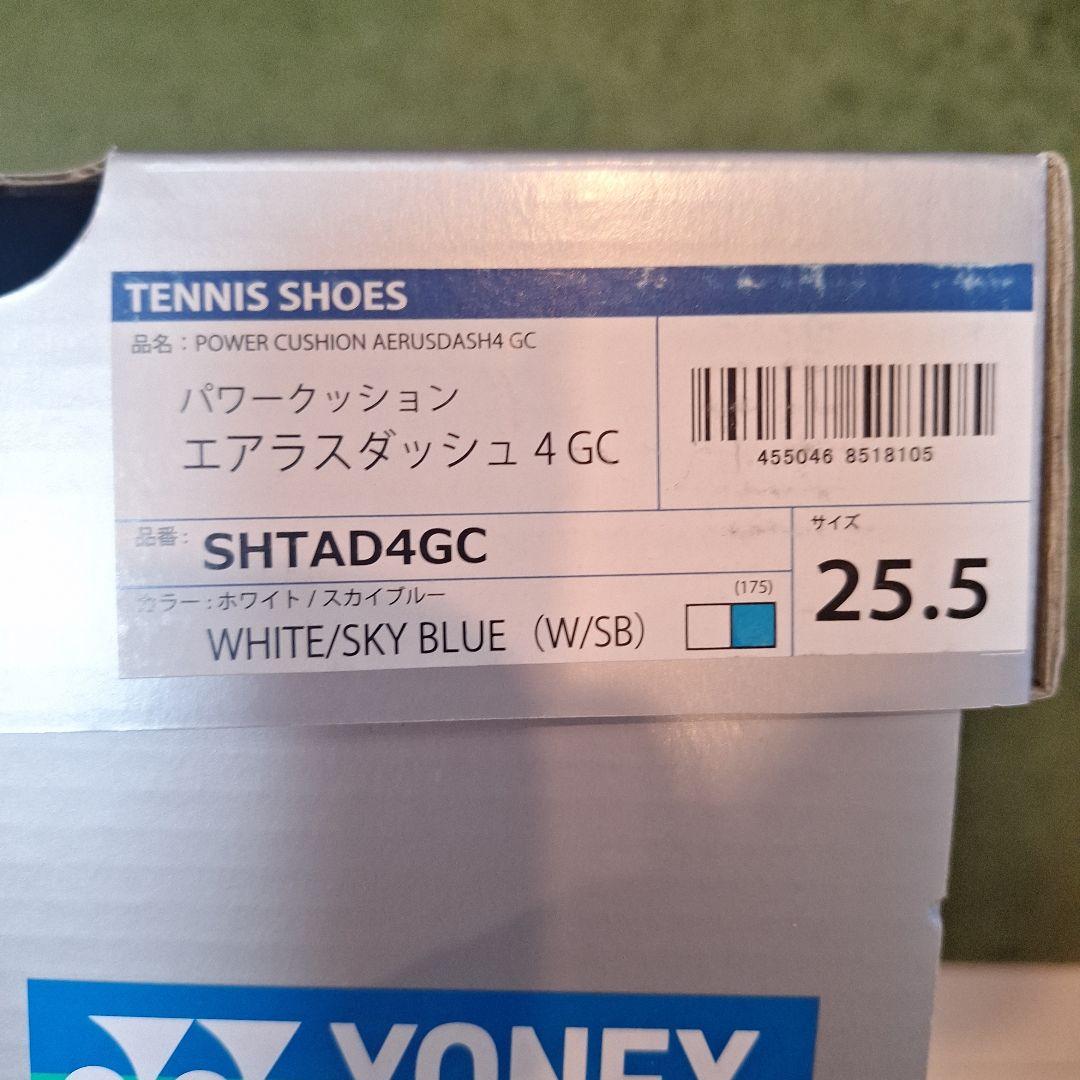 TENNIS SHOES
品名：POWER CUSHION AERUSDASH4 GC
パワークッション
エアラスダッシュ 4 GC
455046 8518105
品番: SHTAD4GC
サイズ
25.5
カラー : ホワイト / スカイブルー
(175)
WHITE/SKY BLUE（W/SB）
YONEX